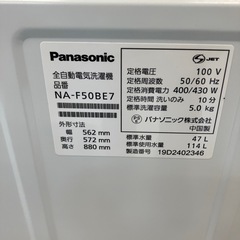 Panasonic
全自動電気洗濯機
品番
NA-F50BE7
外形寸法
幅 562 mm
奥行 572 mm
高さ 880 mm
JET
定格電圧 100 V
定格周波数 50/60 Hz
定格消費電力 400/430 W
定格時間 洗いのみ 10 分
標準洗濯・脱水容量
5.0 kg
パナソニック株式会社
中国製
標準水量 47 L
標準使用水量 114 L
製造番号 19D2402346